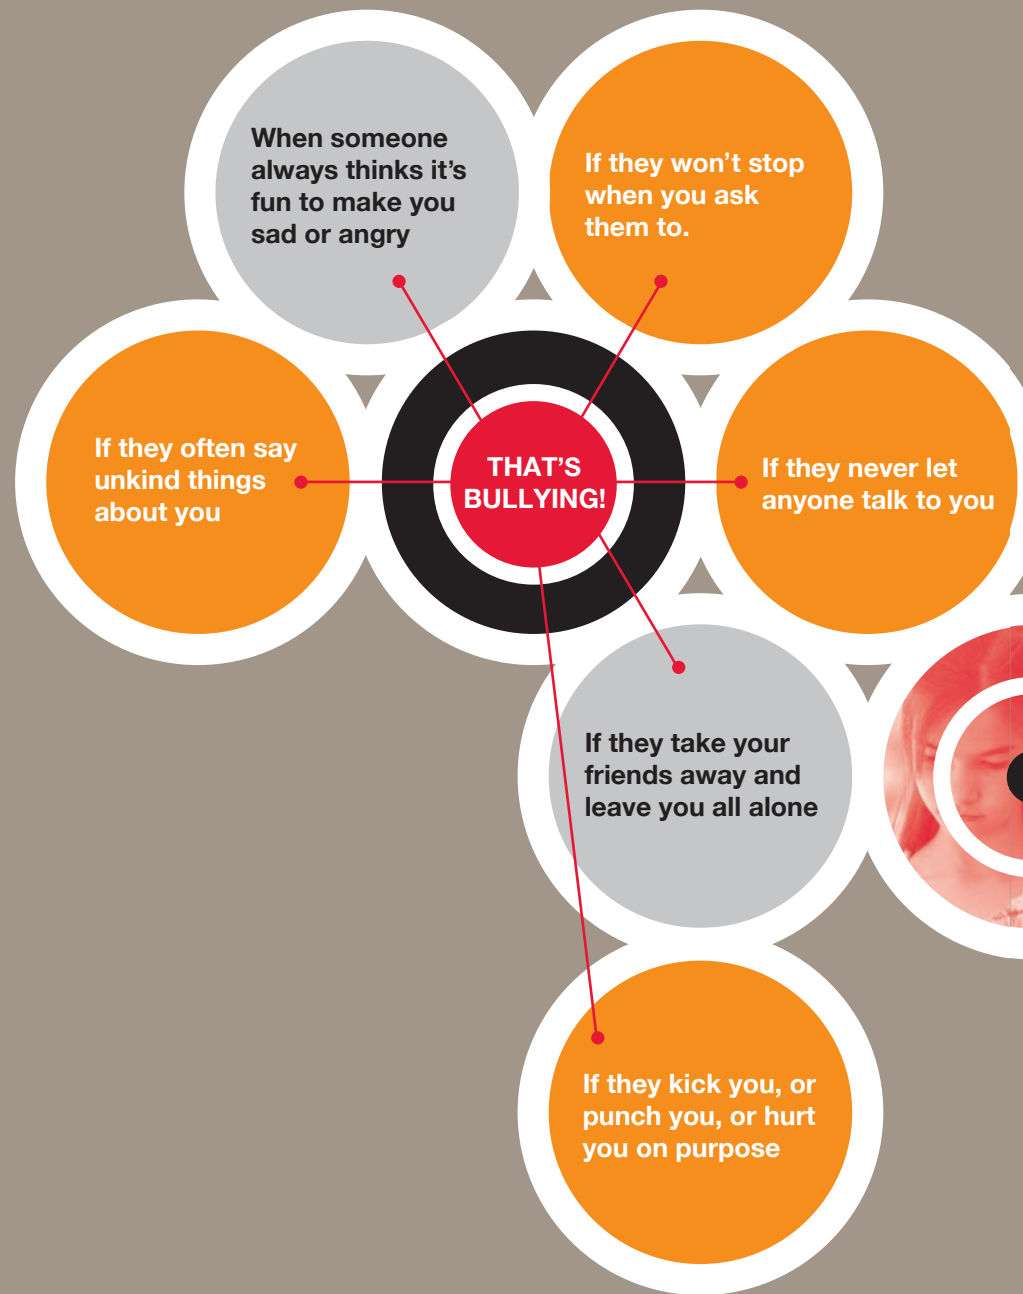 When someone
always thinks it’s
fun to make you
sad or angry
If they won’t stop
when you ask
them to.
If they often say
unkind things
about you
THAT’S
BULLYING!
If they never let
anyone talk to you
If they take your
friends away and
leave you all alone
If they kick you, or
punch you, or hurt
you on purpose